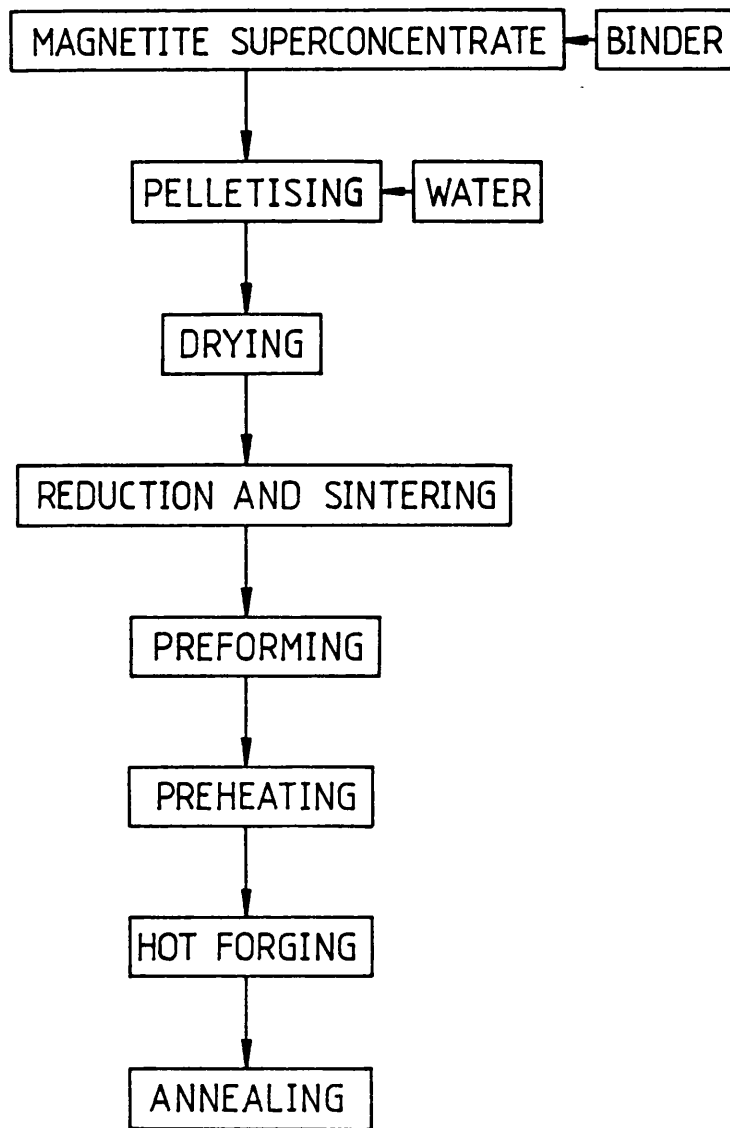 MAGNETITE SUPERCONCENTRATE
BINDER
PELLETISING
WATER
DRYING
REDUCTION AND SINTERING
PREFORMING
PREHEATING
HOT FORGING
ANNEALING